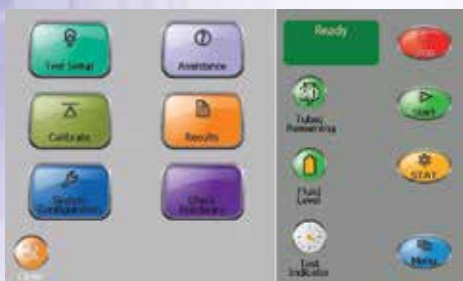 Test Setup
Assistance
Calibrate
Results
System
Configuration
Check
Ready
Start
Tubes
Remaining
STAT
Fluid
Level
Test
Indicator
Menu